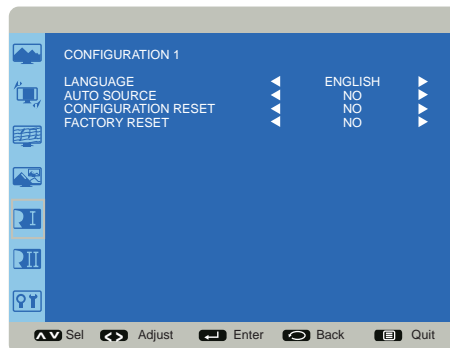 CONFIGURATION 1
LANGUAGE ENGLISH
AUTO SOURCE NO
CONFIGURATION RESET NO
FACTORY RESET NO
Sel Adjust Enter Back Quit